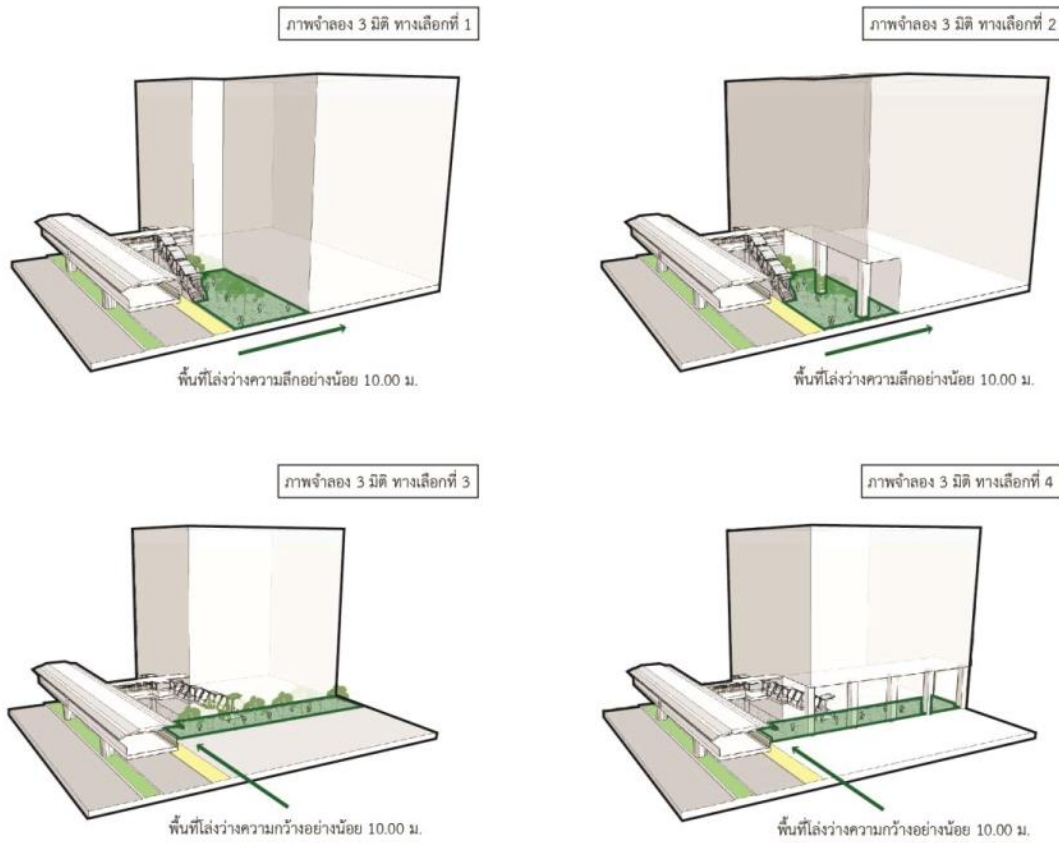 ภาพจำลอง 3 มิติ ทางเลือกที่ 1
ภาพจำลอง 3 มิติ ทางเลือกที่ 2
พื้นที่โล่งว่างความลึกอย่างน้อย 10.00 ม.
พื้นที่โล่งว่างความลึกอย่างน้อย 10.00 ม.
ภาพจำลอง 3 มิติ ทางเลือกที่ 3
ภาพจำลอง 3 มิติ ทางเลือกที่ 4
พื้นที่โล่งว่างความกว้างอย่างน้อย 10.00 ม.
พื้นที่โล่งว่างความกว้างอย่างน้อย 10.00 ม.